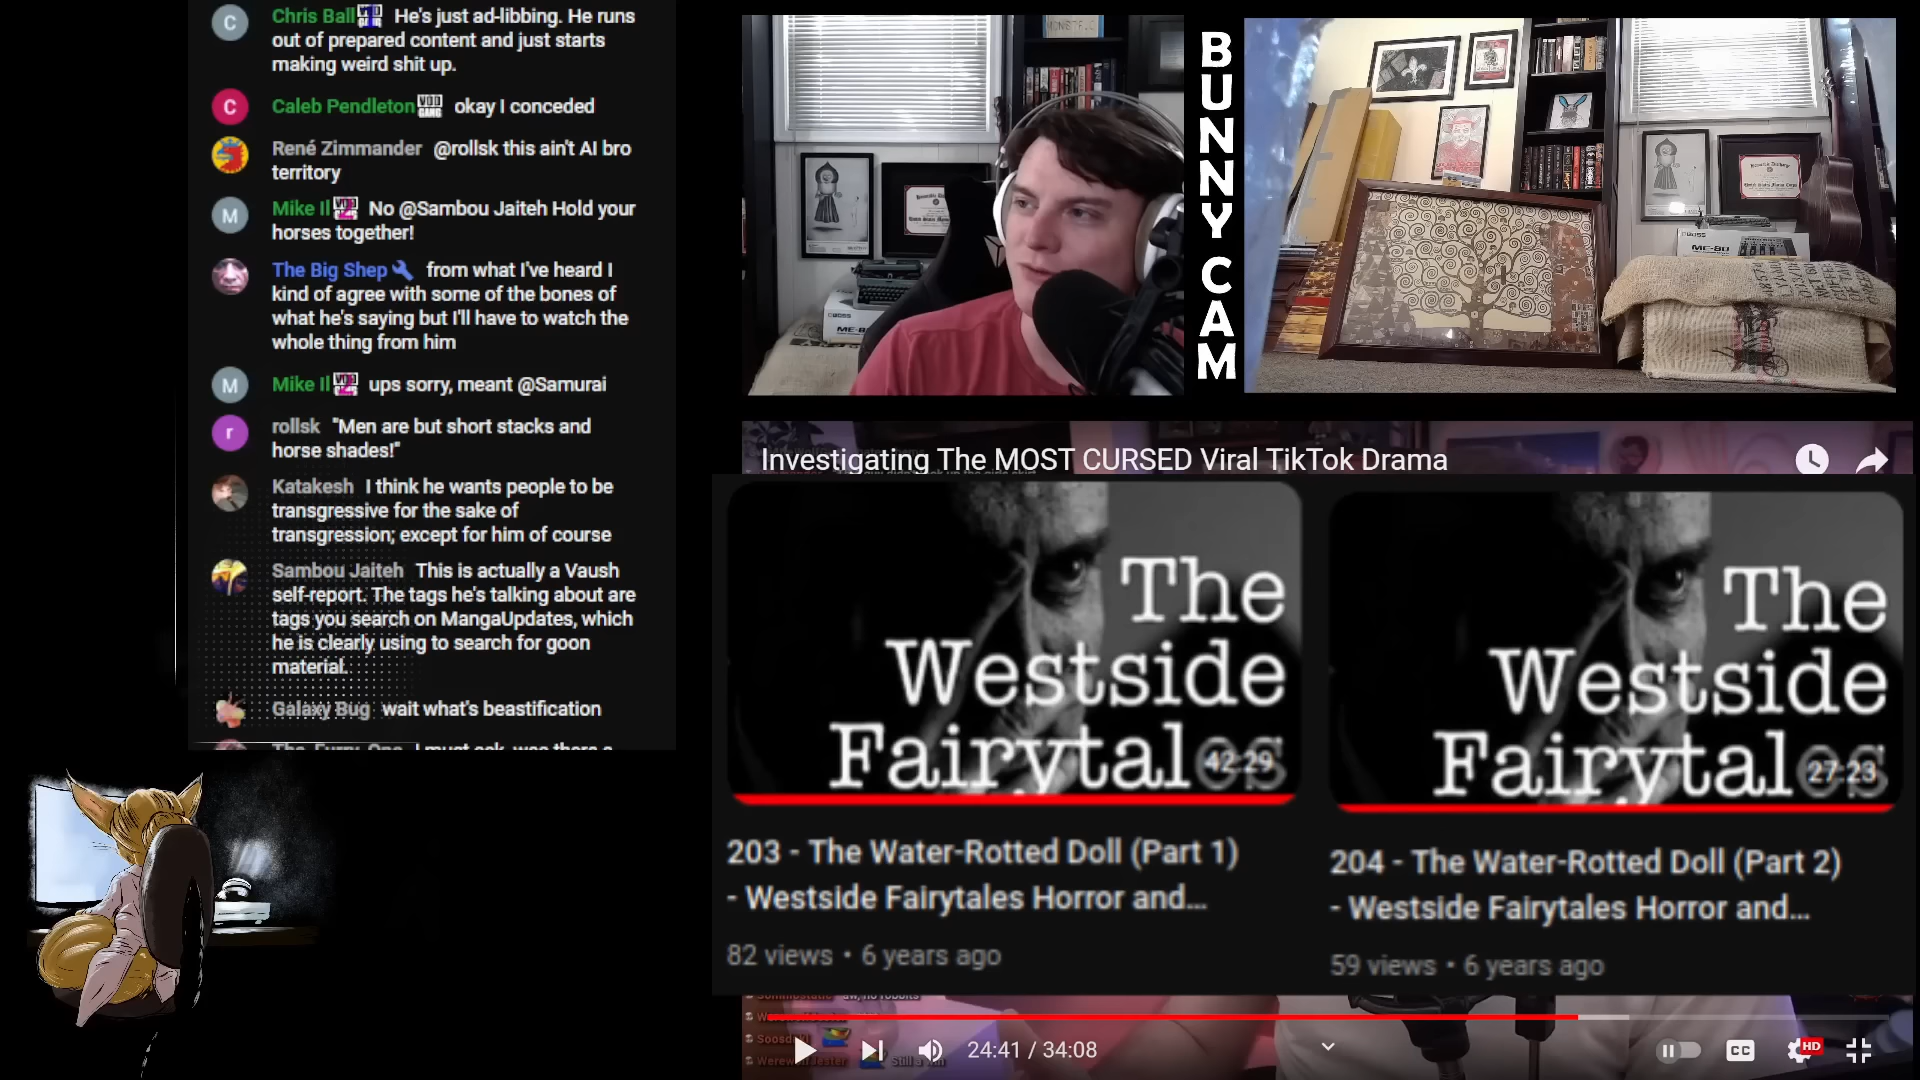 Chris Ball He's just ad-libbing. He runs
out of prepared content and just starts
making weird shit up.
Caleb Pendleton VOD GANG okay I conceded
René Zimmander @rollsk this ain't AI bro
territory
Mike Il No @Sambou Jaiteh Hold your
horses together!
The Big Shep from what I've heard I
kind of agree with some of the bones of
what he's saying but I'll have to watch the
whole thing from him
Mike Il ups sorry, meant @Samurai
rollsk "Men are but short stacks and
horse shades!"
Katakesh I think he wants people to be
transgressive for the sake of
transgression; except for him of course
Sambou Jaiteh This is actually a Vaush
self-report. The tags he's talking about are
tags you search on MangaUpdates, which
he is clearly using to search for goon
material.
Galaxy Bug wait what's beastification
BUNNY CAM
BOSS
ME-80
Investigating The MOST CURSED Viral TikTok Drama
The
Westside
Fairytales
42:29
203 - The Water-Rotted Doll (Part 1)
- Westside Fairytales Horror and...
82 views • 6 years ago
The
Westside
Fairytales
27:23
204 - The Water-Rotted Doll (Part 2)
- Westside Fairytales Horror and...
59 views • 6 years ago
24:41 / 34:08
CC
HD